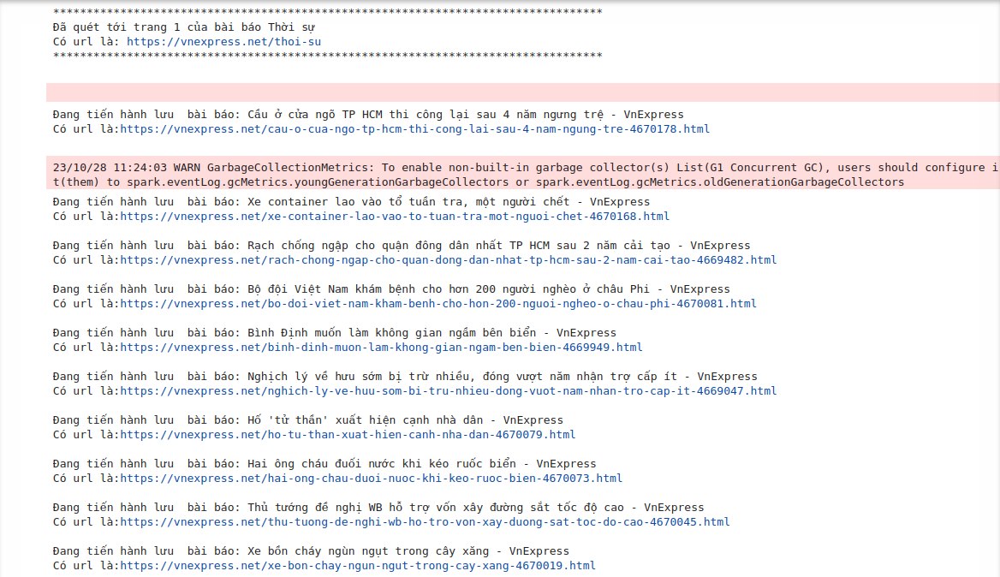 **********************************************************************************
Đã quét tới trang 1 của bài báo Thời sự
Có url là: https://vnexpress.net/thoi-su
**********************************************************************************
Đang tiến hành lưu  bài báo: Cầu ở cửa ngõ TP HCM thi công lại sau 4 năm ngưng trệ - VnExpress
Có url là:https://vnexpress.net/cau-o-cua-ngo-tp-hcm-thi-cong-lai-sau-4-nam-ngung-tre-4670178.html
23/10/28 11:24:03 WARN GarbageCollectionMetrics: To enable non-built-in garbage collector(s) List(G1 Concurrent GC), users should configure i
t(them) to spark.eventLog.gcMetrics.youngGenerationGarbageCollectors or spark.eventLog.gcMetrics.oldGenerationGarbageCollectors
Đang tiến hành lưu  bài báo: Xe container lao vào tổ tuần tra, một người chết - VnExpress
Có url là:https://vnexpress.net/xe-container-lao-vao-to-tuan-tra-mot-nguoi-chet-4670168.html
Đang tiến hành lưu  bài báo: Rạch chống ngập cho quận đông dân nhất TP HCM sau 2 năm cải tạo - VnExpress
Có url là:https://vnexpress.net/rach-chong-ngap-cho-quan-dong-dan-nhat-tp-hcm-sau-2-nam-cai-tao-4669482.html
Đang tiến hành lưu  bài báo: Bộ đội Việt Nam khám bệnh cho hơn 200 người nghèo ở châu Phi - VnExpress
Có url là:https://vnexpress.net/bo-doi-viet-nam-kham-benh-cho-hon-200-nguoi-ngheo-o-chau-phi-4670081.html
Đang tiến hành lưu  bài báo: Bình Định muốn làm không gian ngầm bên biển - VnExpress
Có url là:https://vnexpress.net/binh-dinh-muon-lam-khong-gian-ngam-ben-bien-4669949.html
Đang tiến hành lưu  bài báo: Nghịch lý về hưu sớm bị trừ nhiều, đóng vượt năm nhận trợ cấp ít - VnExpress
Có url là:https://vnexpress.net/nghich-ly-ve-huu-som-bi-tru-nhieu-dong-vuot-nam-nhan-tro-cap-it-4669047.html
Đang tiến hành lưu  bài báo: Hố 'tử thần' xuất hiện cạnh nhà dân - VnExpress
Có url là:https://vnexpress.net/ho-tu-than-xuat-hien-canh-nha-dan-4670079.html
Đang tiến hành lưu  bài báo: Hai ông cháu đuối nước khi kéo ruốc biển - VnExpress
Có url là:https://vnexpress.net/hai-ong-chau-duoi-nuoc-khi-keo-ruoc-bien-4670073.html
Đang tiến hành lưu  bài báo: Thủ tướng đề nghị WB hỗ trợ vốn xây đường sắt tốc độ cao - VnExpress
Có url là:https://vnexpress.net/thu-tuong-de-nghi-wb-ho-tro-von-xay-duong-sat-toc-do-cao-4670045.html
Đang tiến hành lưu  bài báo: Xe bồn cháy ngùn ngụt trong cây xăng - VnExpress
Có url là:https://vnexpress.net/xe-bon-chay-ngun-ngut-trong-cay-xang-4670019.html